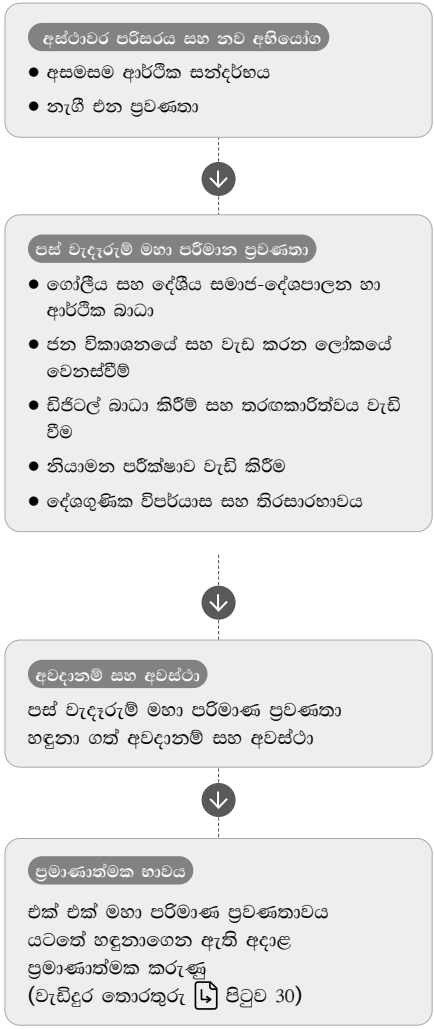 අස්ථාවර පරිසරය සහ නව අභියෝග
● අසමසම ආර්ථික සන්දර්භය
● නැගී එන ප්‍රවණතා
පස් වැදෑරුම් මහා පරිමාන ප්‍රවණතා
● ගෝලීය සහ දේශීය සමාජ-දේශපාලන හා
ආර්ථික බාධා
● ජන විකාශනයේ සහ වැඩ කරන ලෝකයේ
වෙනස්වීම්
● ඩිජිටල් බාධා කිරීම් සහ තරඟකාරිත්වය වැඩි
වීම
● නියාමන පරීක්ෂාව වැඩි කිරීම
● දේශගුණික විපර්යාස සහ තිරසාරභාවය
අවදානම් සහ අවස්ථා
පස් වැදෑරුම් මහා පරිමාණ ප්‍රවණතා
හඳුනා ගත් අවදානම් සහ අවස්ථා
ප්‍රමාණාත්මක භාවය
එක් එක් මහා පරිමාණ ප්‍රවණතාවය
යටතේ හඳුනාගෙන ඇති අදාළ
ප්‍රමාණාත්මක කරුණු
(වැඩිදුර තොරතුරු පිටුව 30)